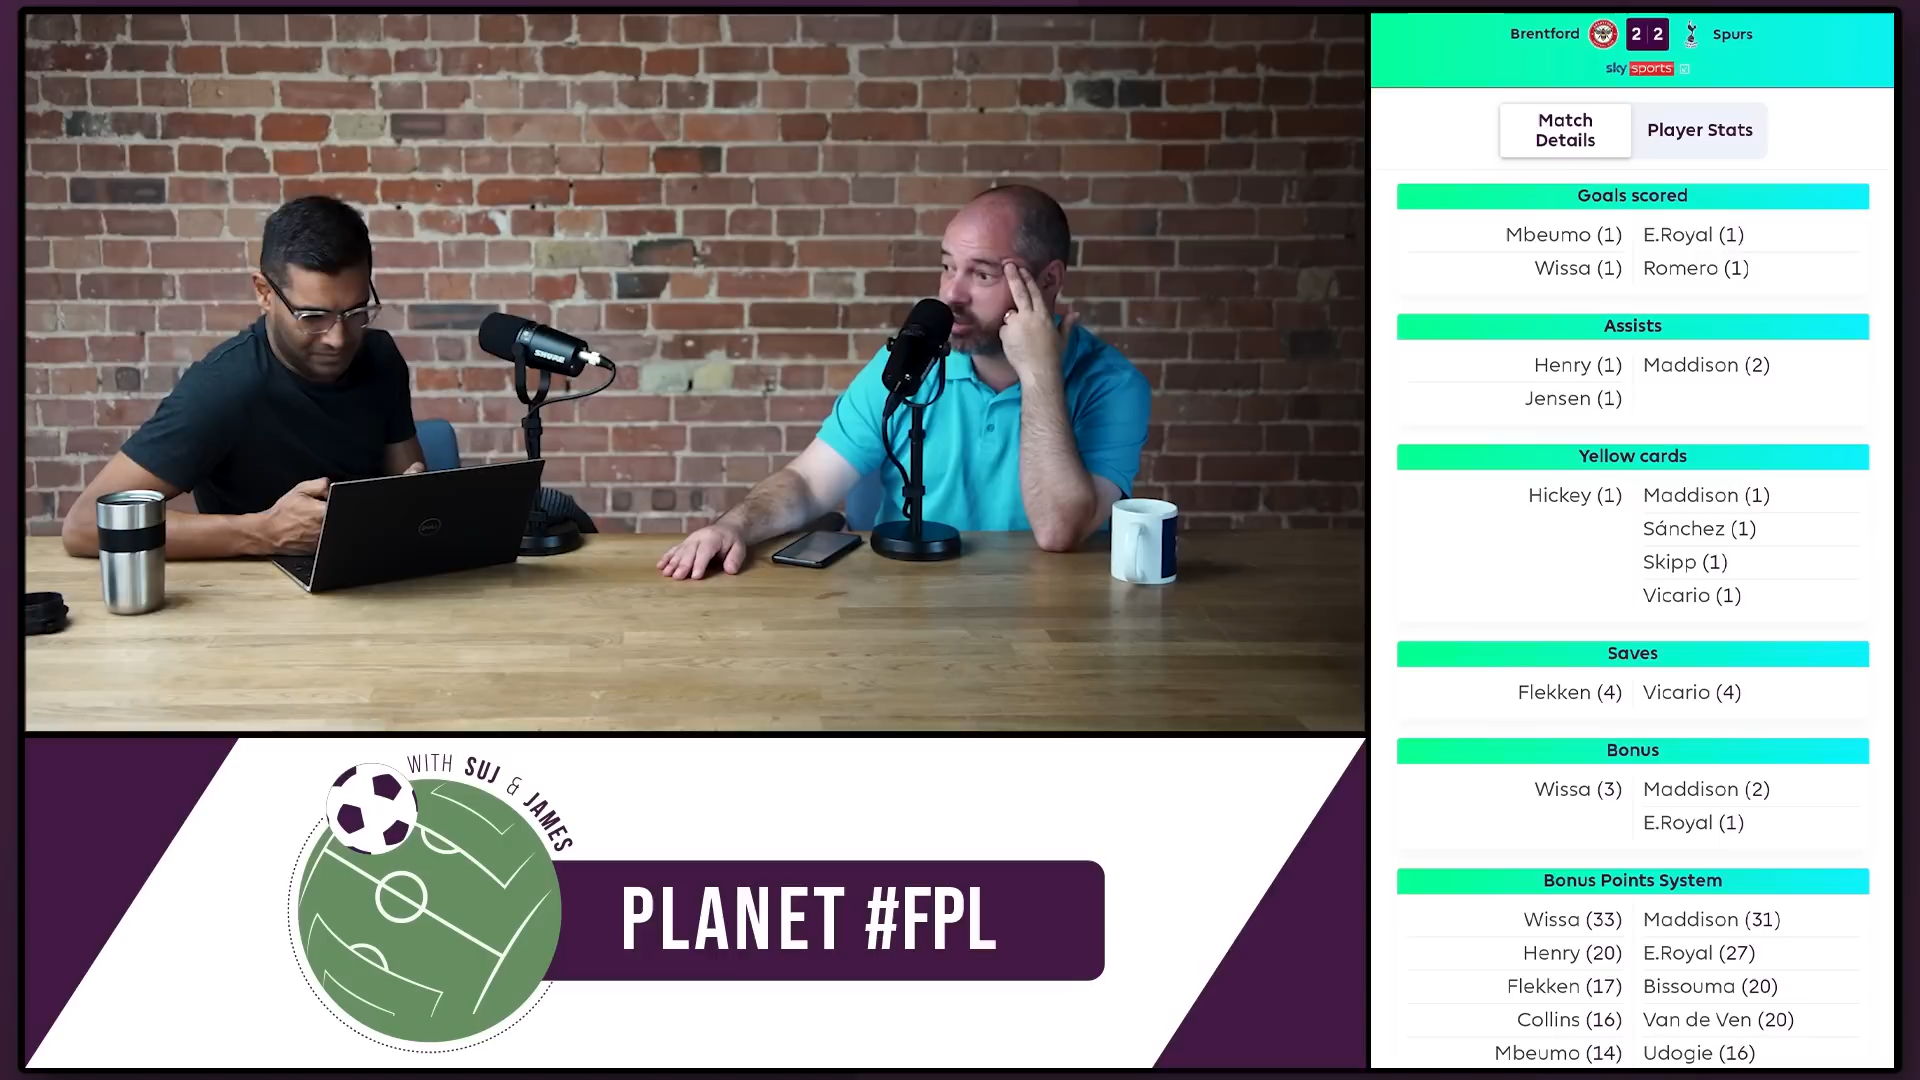 Brentford 2 2 Spurs
sky sports
Match
Details
Player Stats
Goals scored
Mbeumo (1) E.Royal (1)
Wissa (1) Romero (1)
Assists
Henry (1) Maddison (2)
Jensen (1)
Yellow cards
Hickey (1) Maddison (1)
Sánchez (1)
Skipp (1)
Vicario (1)
Saves
Flekken (4) Vicario (4)
Bonus
Wissa (3) Maddison (2)
E.Royal (1)
Bonus Points System
Wissa (33) Maddison (31)
Henry (20) E.Royal (27)
Flekken (17) Bissouma (20)
Collins (16) Van de Ven (20)
Mbeumo (14) Udogie (16)
SHURE
DELL
WITH SUJ & JAMES
PLANET #FPL